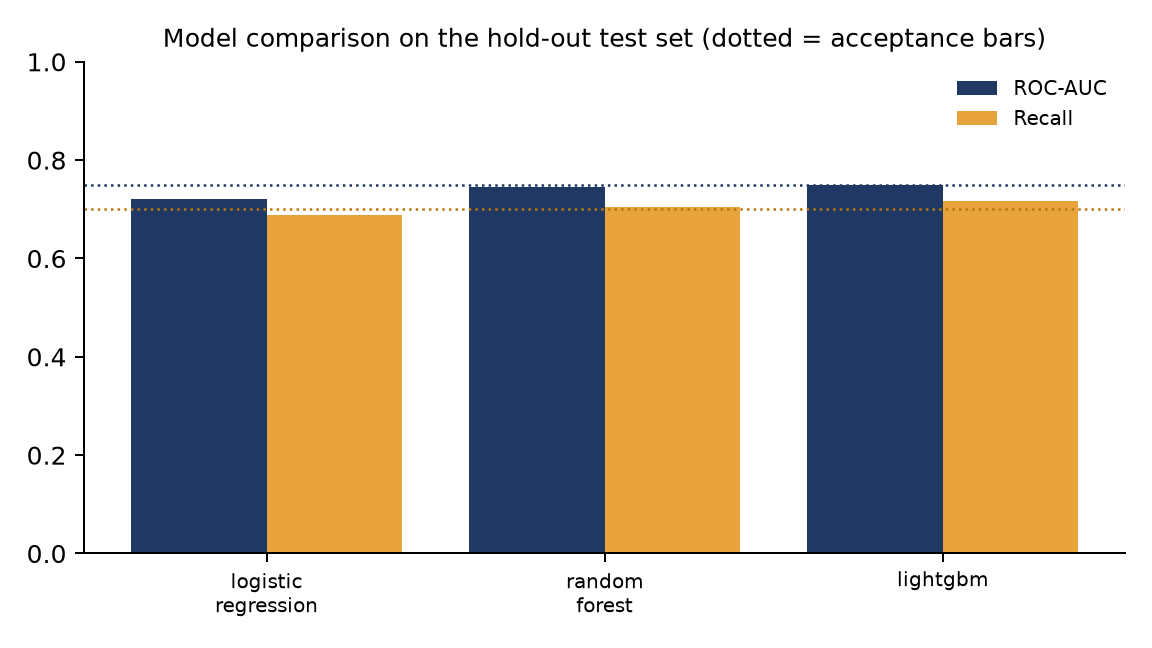 Model comparison on the hold-out test set (dotted = acceptance bars)
1.0
0.8
0.6
0.4
0.2
0.0
ROC-AUC
Recall
logistic
regression
random
forest
lightgbm